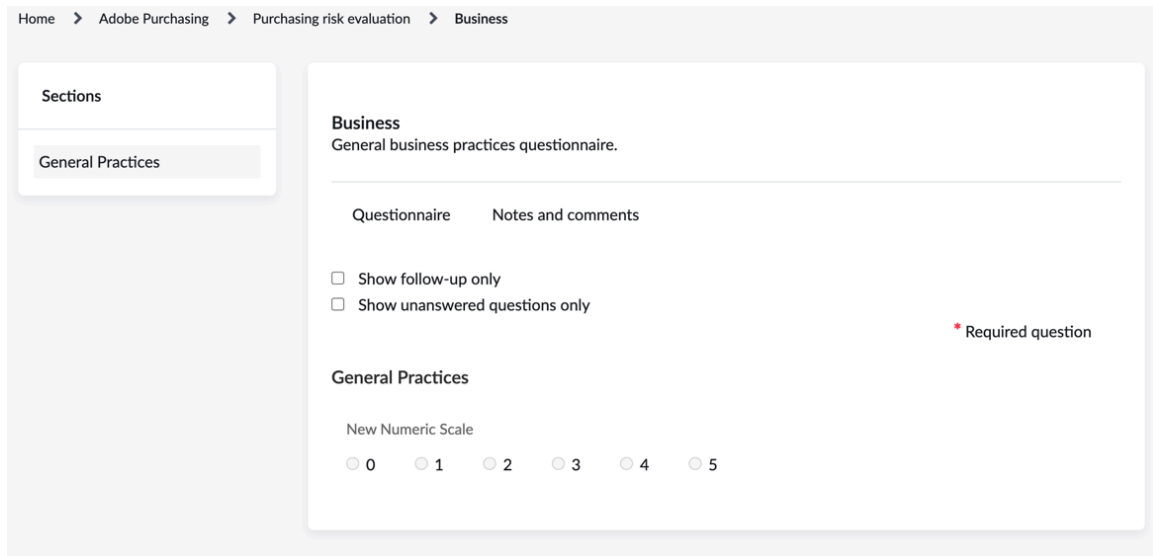 Home > Adobe Purchasing > Purchasing risk evaluation > Business
Sections
General Practices
Business
General business practices questionnaire.
Questionnaire Notes and comments
Show follow-up only
Show unanswered questions only
* Required question
General Practices
New Numeric Scale
0 1 2 3 4 5